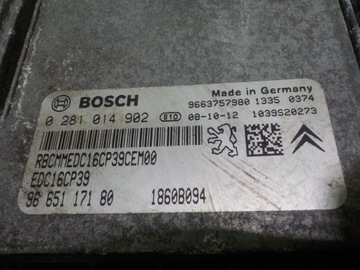 Made in Germany
BOSCH
9663757980 1335 0374
0 281 014 902 810 08-10-12 1039S20273
RBCMMEDC16CP39CEM00
EDC16CP39
96 651 171 80 1860B094